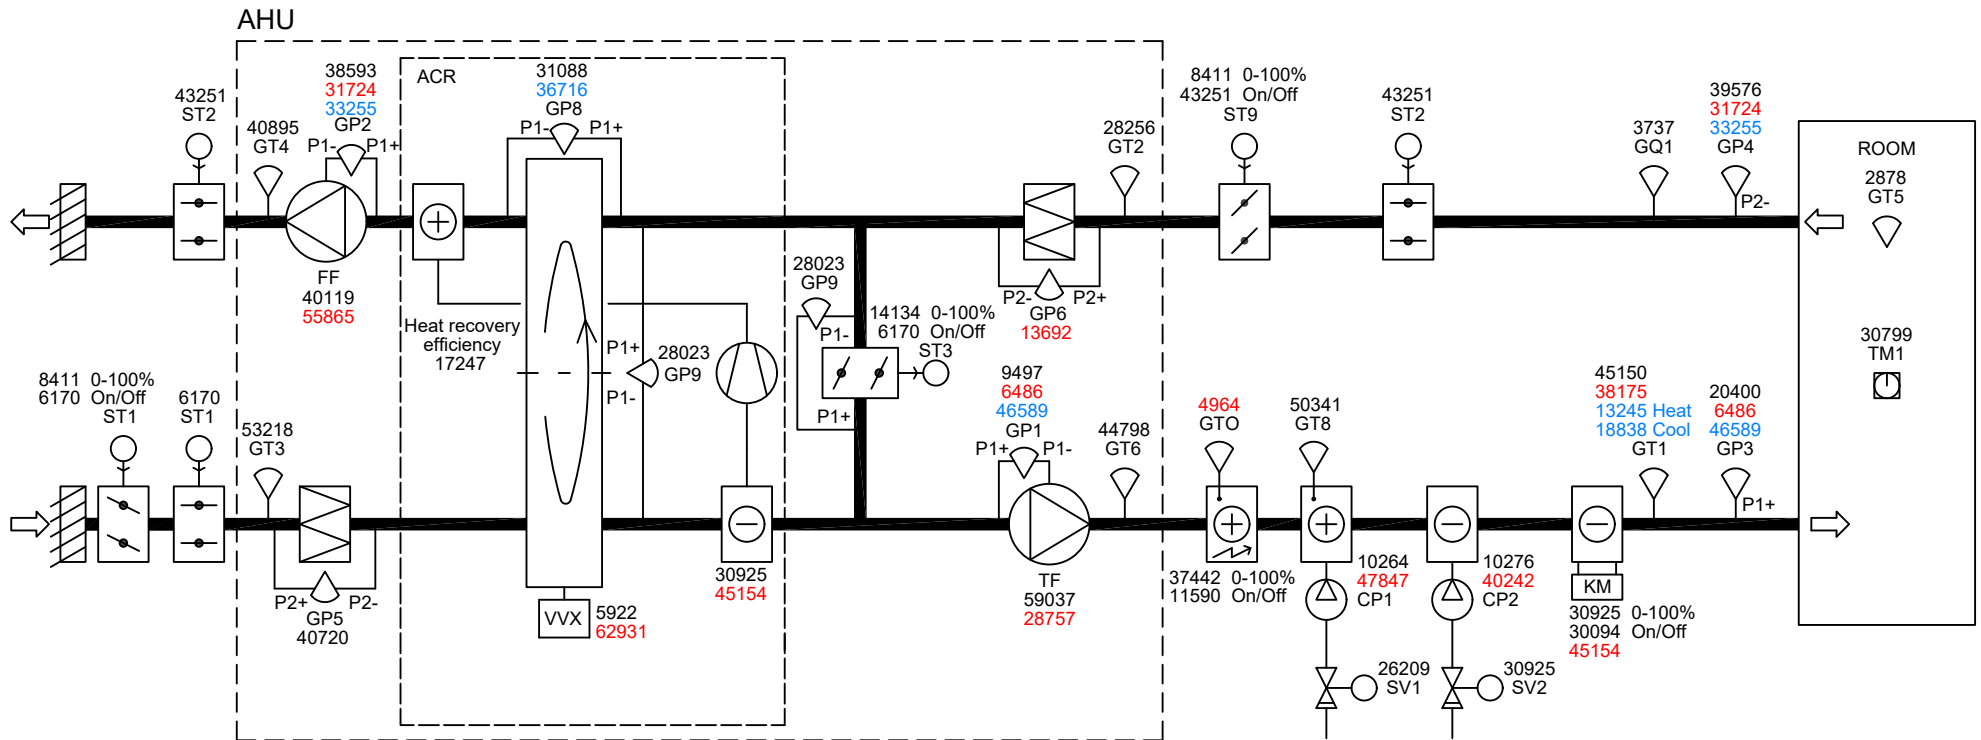 AHU
ACR
43251
ST2
40895
GT4
38593
31724
33255
GP2
P1-
P1+
31088
36716
GP8
P1-
P1+
28256
GT2
8411 0-100%
43251 On/Off
ST9
43251
ST2
3737
GQ1
39576
31724
33255
GP4
P2-
ROOM
2878
GT5
FF
40119
55865
Heat recovery
efficiency
17247
P1+
28023
GP9
P1-
28023
GP9
P1-
P1+
14134 0-100%
6170 On/Off
ST3
P2-
P2+
GP6
13692
30799
TM1
8411 0-100%
6170 On/Off
ST1
6170
ST1
53218
GT3
P2+
P2-
GP5
40720
VVX
5922
62931
30925
45154
9497
6486
46589
GP1
P1+
P1-
44798
GT6
TF
59037
28757
4964
GTO
50341
GT8
37442 0-100%
11590 On/Off
10264
47847
CP1
10276
40242
CP2
45150
38175
13245 Heat
18838 Cool
GT1
20400
6486
46589
GP3
P1+
KM
30925 0-100%
30094 On/Off
45154
26209
SV1
30925
SV2